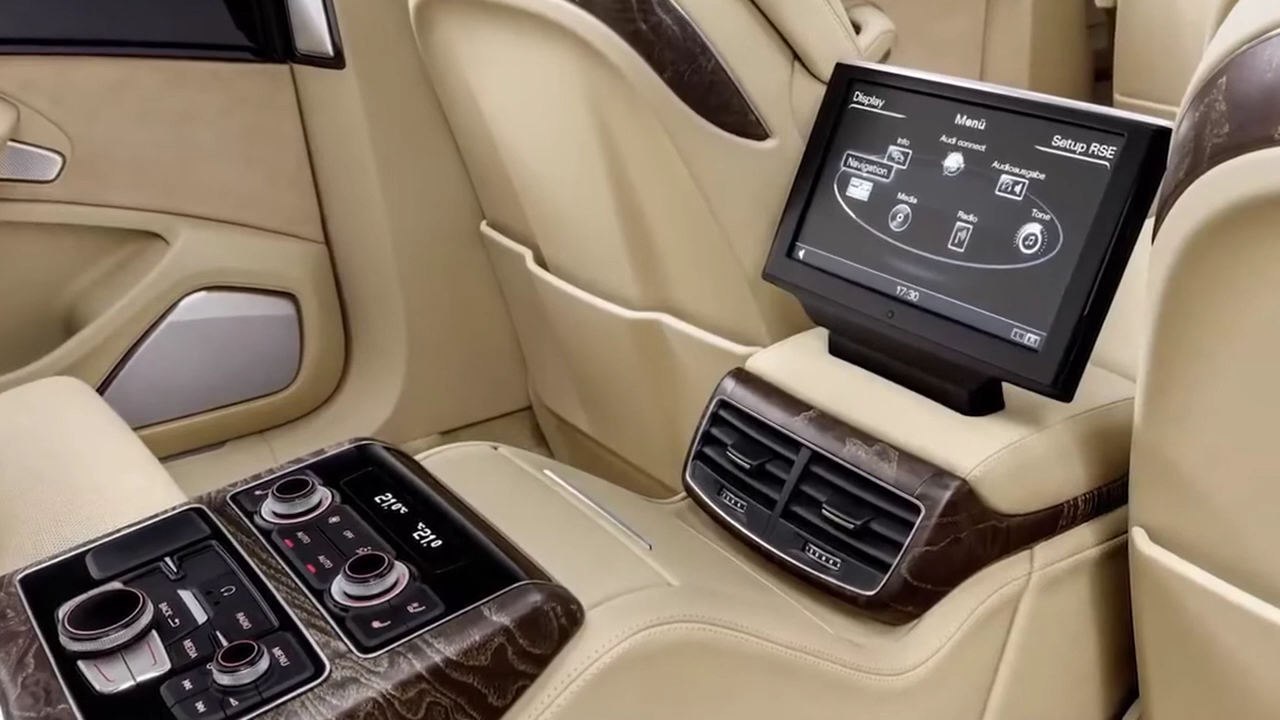 Display
Menü
Setup RSE
Info
Audi connect
Navigation
Audioausgabe
Media
Radio
Tone
17:30
21.0°
21.0
AUTO
OFF
AUTO
BACK
RADIO
MEDIA
MENU